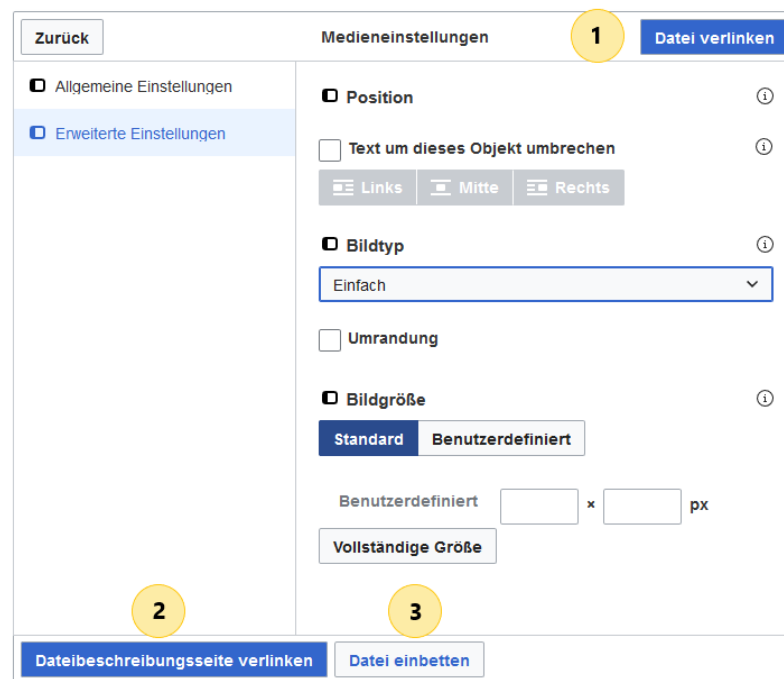 Zurück Medieneinstellungen 1 Datei verlinken
Allgemeine Einstellungen
Erweiterte Einstellungen
Position
Text um dieses Objekt umbrechen
Links Mitte Rechts
Bildtyp
Einfach
Umrandung
Bildgröße
Standard Benutzerdefiniert
Benutzerdefiniert × px
Vollständige Größe
2 3
Dateibeschreibungsseite verlinken Datei einbetten